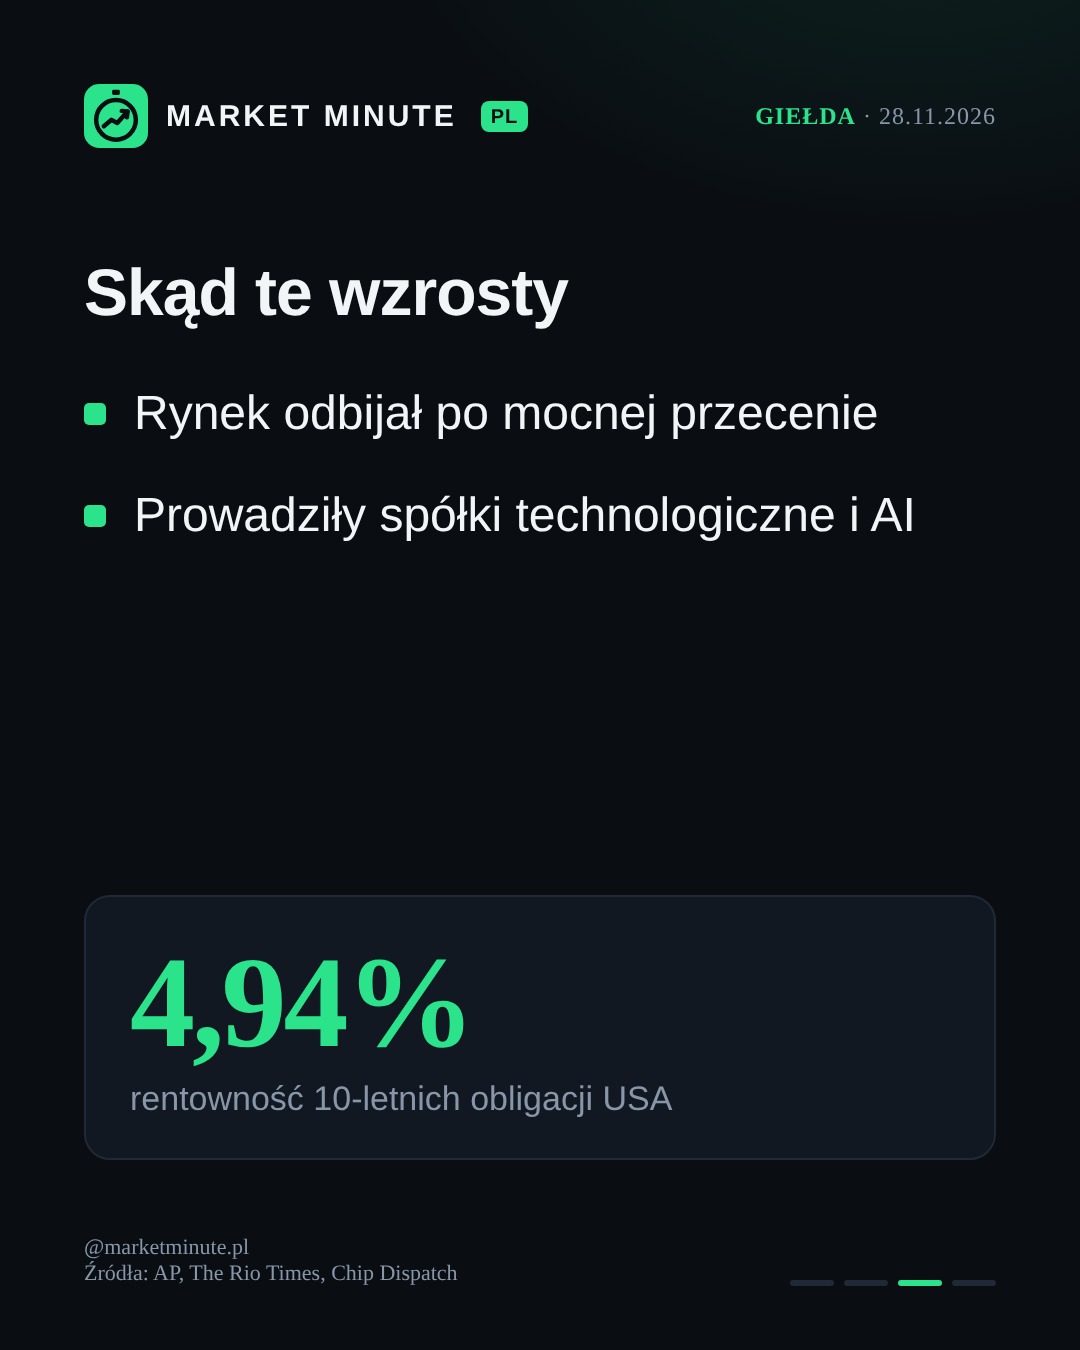 MARKET MINUTE PL
GIEŁDA · 28.11.2026
Skąd te wzrosty
Rynek odbijał po mocnej przecenie
Prowadziły spółki technologiczne i AI
4,94%
rentowność 10-letnich obligacji USA
@marketminute.pl
Źródła: AP, The Rio Times, Chip Dispatch